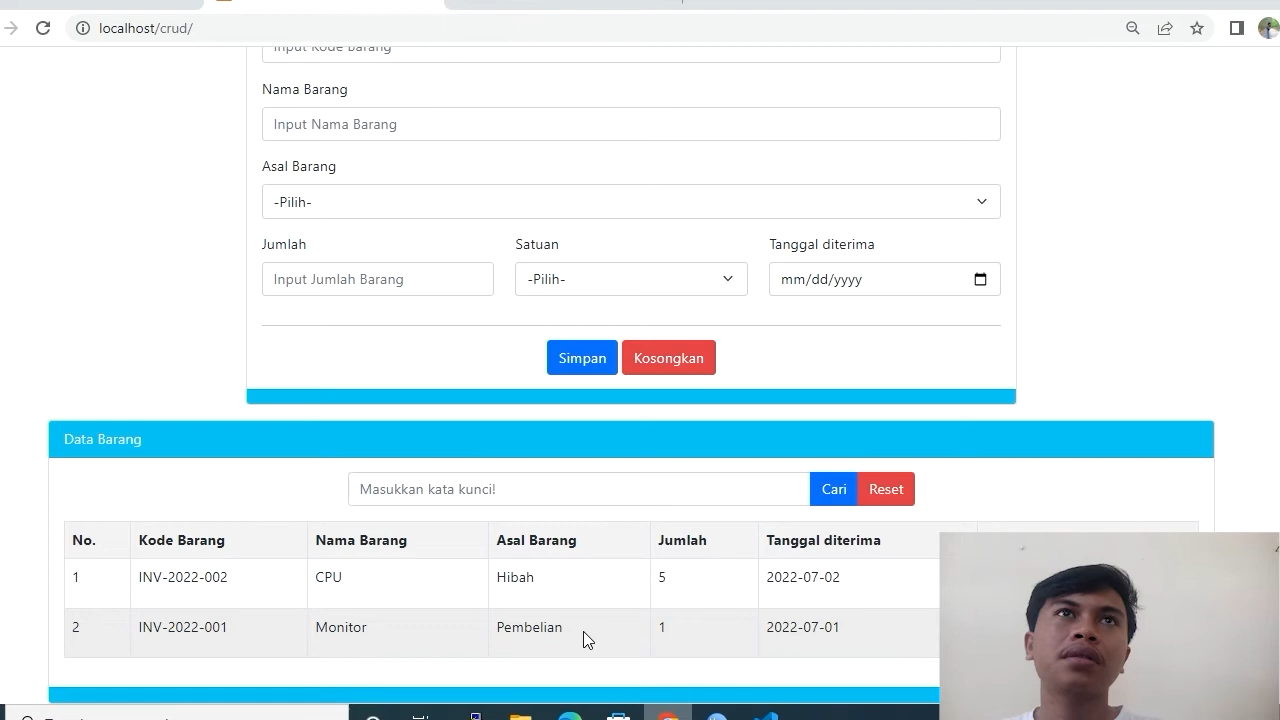 localhost/crud/
Input Kode Barang
Nama Barang
Input Nama Barang
Asal Barang
-Pilih-
Jumlah Satuan Tanggal diterima
Input Jumlah Barang -Pilih- mm/dd/yyyy
Simpan Kosongkan
Data Barang
Masukkan kata kunci! Cari Reset
No. Kode Barang Nama Barang Asal Barang Jumlah Tanggal diterima
1 INV-2022-002 CPU Hibah 5 2022-07-02
2 INV-2022-001 Monitor Pembelian 1 2022-07-01